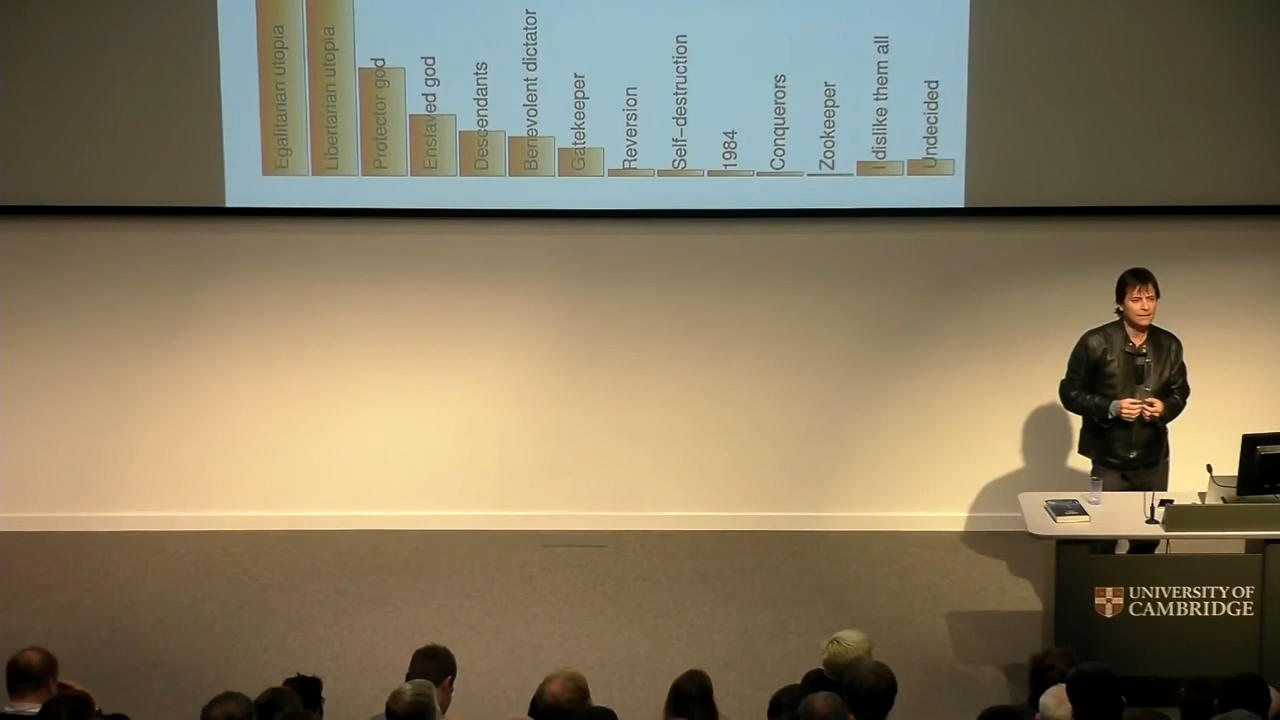 Egalitarian utopia
Libertarian utopia
Protector god
Enslaved god
Descendants
Benevolent dictator
Gatekeeper
Reversion
Self-destruction
1984
Conquerors
Zookeeper
I dislike them all
Undecided
UNIVERSITY OF
CAMBRIDGE